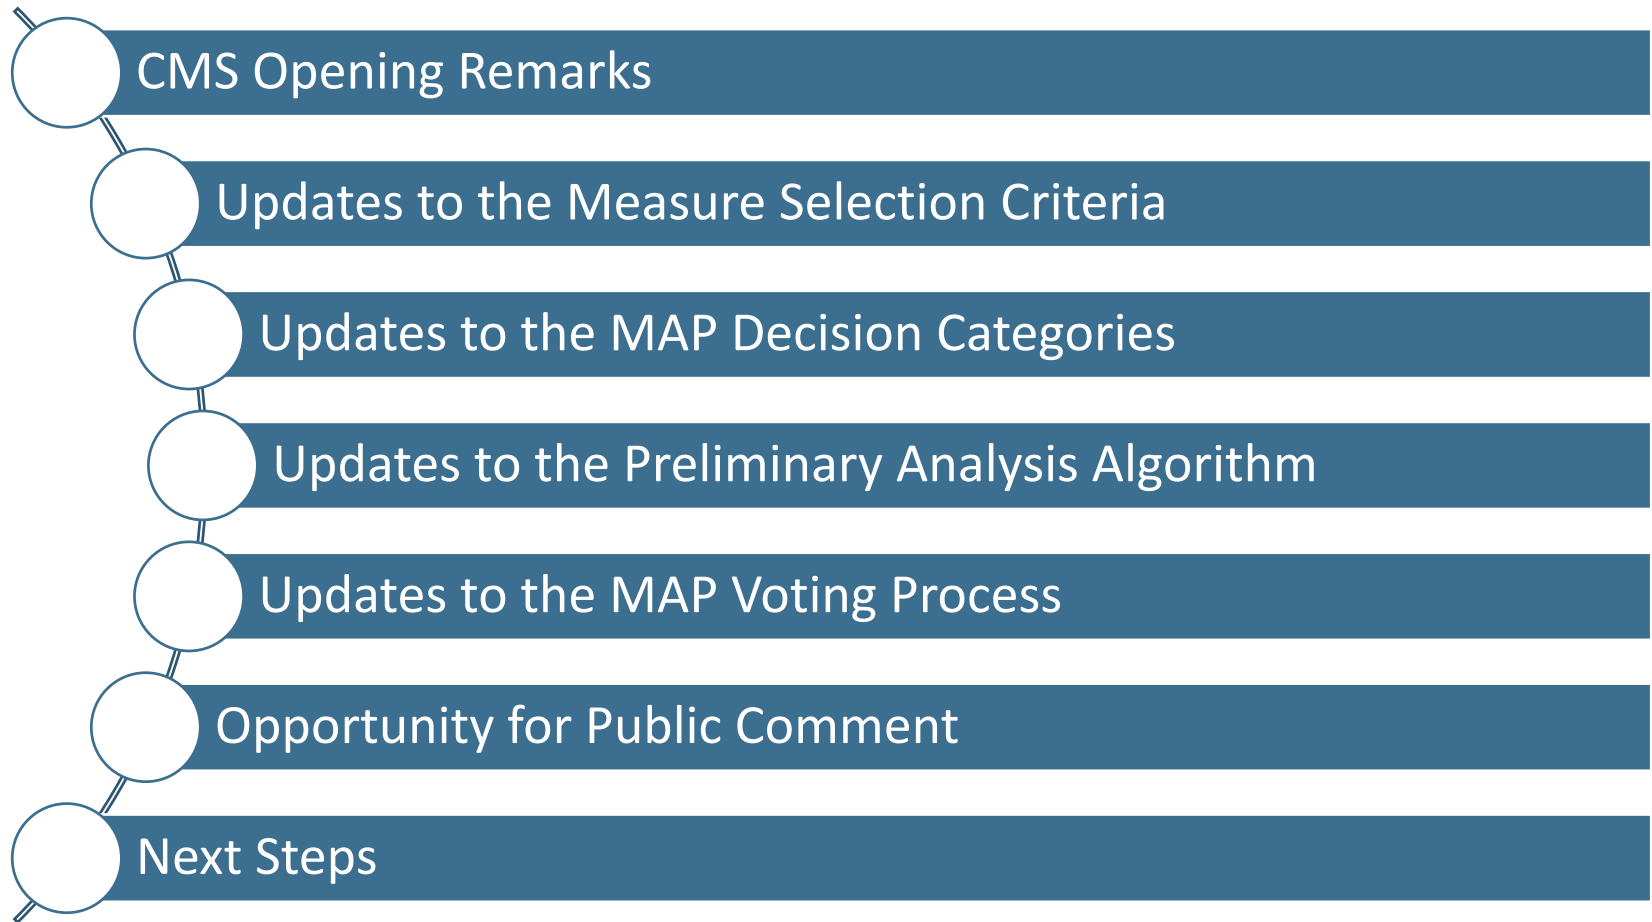 CMS Opening Remarks
Updates to the Measure Selection Criteria
Updates to the MAP Decision Categories
Updates to the Preliminary Analysis Algorithm
Updates to the MAP Voting Process
Opportunity for Public Comment
Next Steps